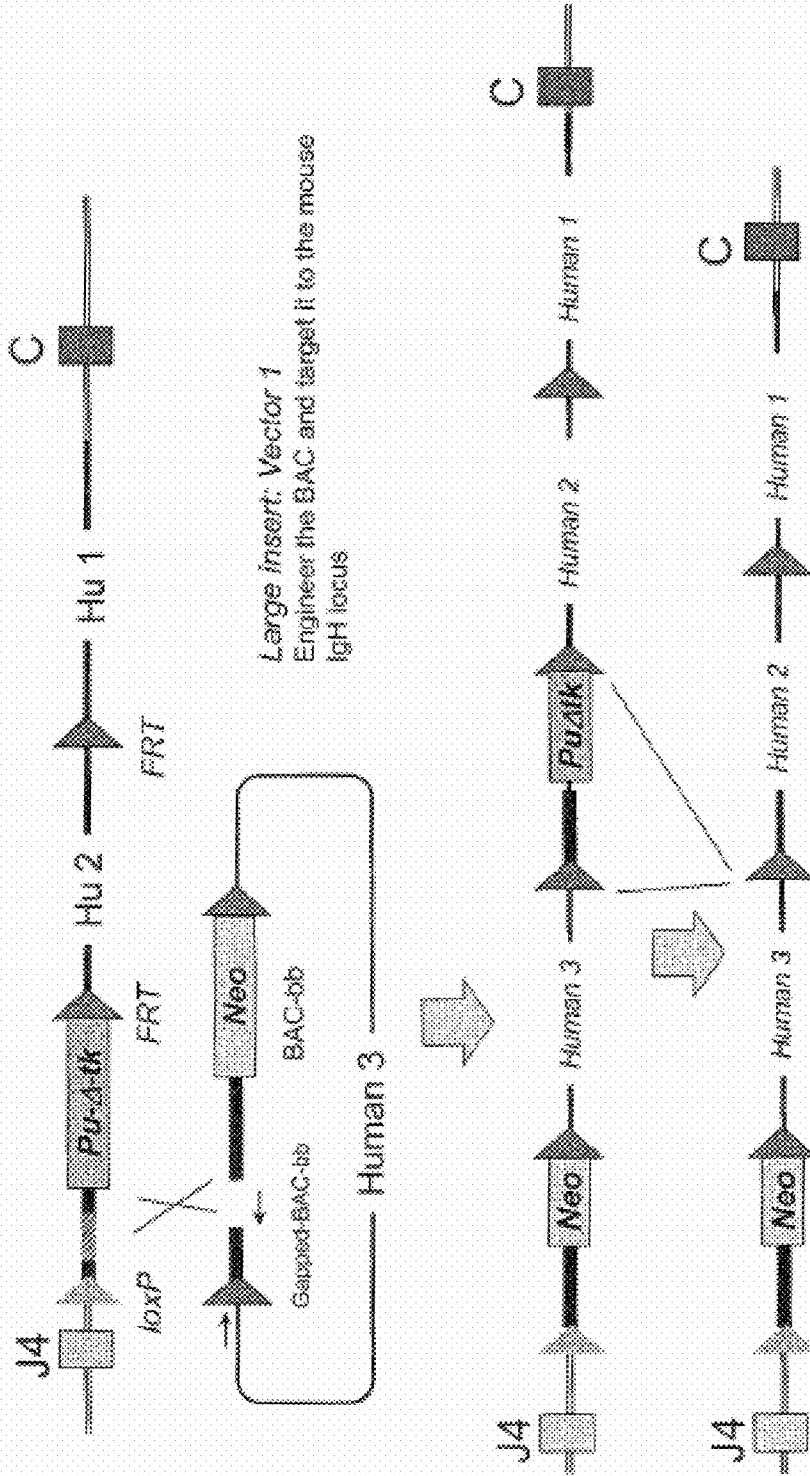 J4
loxP
Pu-Δ-tk
FRT
Hu 2
FRT
Hu 1
C
Gapped-BAC-bb
Neo
BAC-bb
Human 3
Large insert: Vector 1
Engineer the BAC and target it to the mouse
IgH locus
J4
Neo
Human 3
PuΔtk
Human 2
Human 1
C
J4
Neo
Human 3
Human 2
Human 1
C